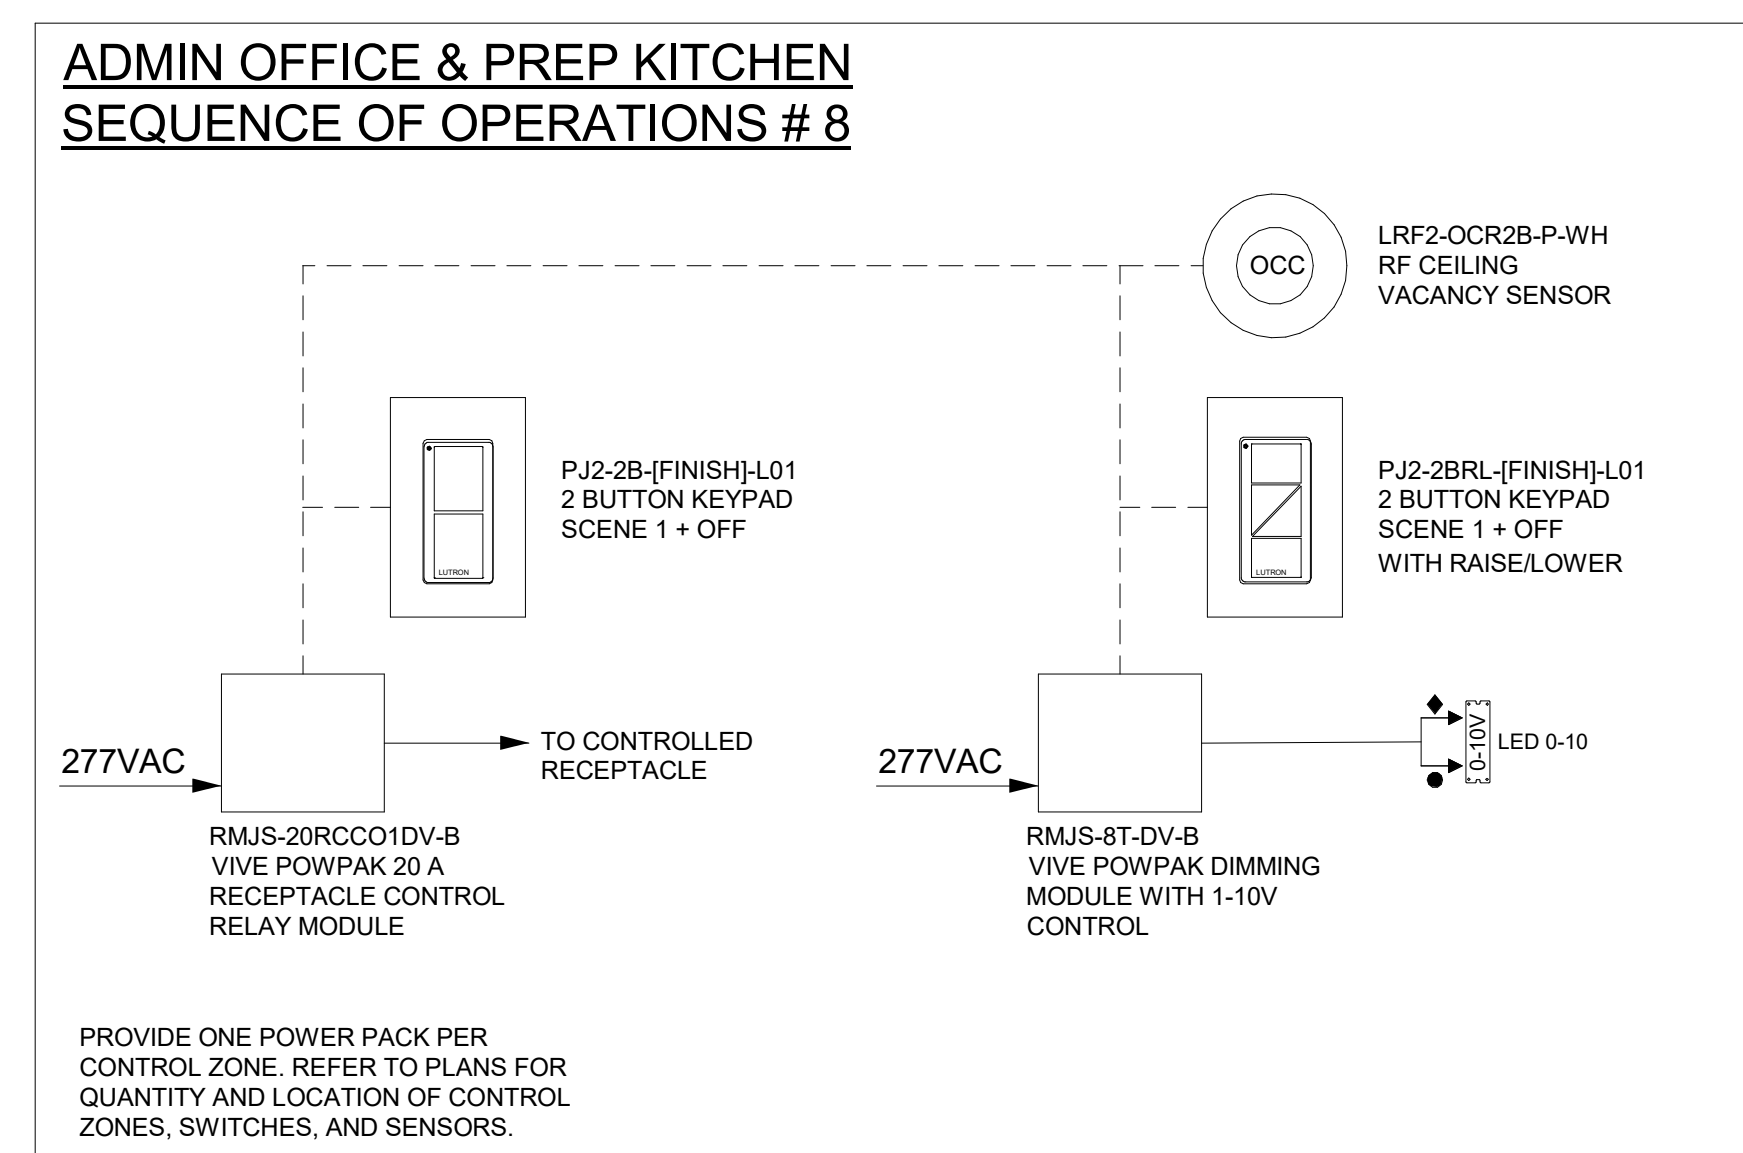 ADMIN OFFICE & PREP KITCHEN
SEQUENCE OF OPERATIONS # 8
OCC
LRF2-OCR2B-P-WH
RF CEILING
VACANCY SENSOR
LUTRON
PJ2-2B-[FINISH]-L01
2 BUTTON KEYPAD
SCENE 1 + OFF
LUTRON
PJ2-2BRL-[FINISH]-L01
2 BUTTON KEYPAD
SCENE 1 + OFF
WITH RAISE/LOWER
277VAC
TO CONTROLLED
RECEPTACLE
277VAC
0-10V
LED 0-10
RMJS-20RCCO1DV-B
VIVE POWPAK 20 A
RECEPTACLE CONTROL
RELAY MODULE
RMJS-8T-DV-B
VIVE POWPAK DIMMING
MODULE WITH 1-10V
CONTROL
PROVIDE ONE POWER PACK PER
CONTROL ZONE. REFER TO PLANS FOR
QUANTITY AND LOCATION OF CONTROL
ZONES, SWITCHES, AND SENSORS.